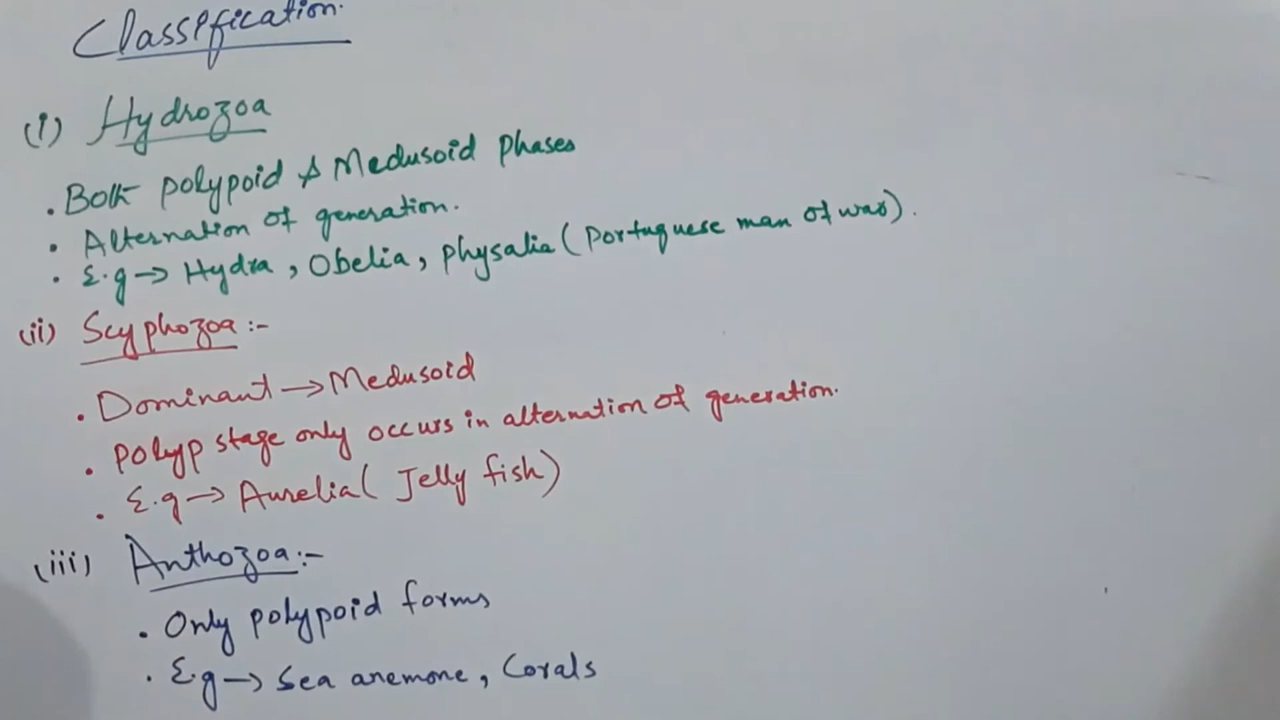 Classification.
(i) Hydrozoa
. Both polypoid & Medusoid phases
. Alternation of generation.
. E.g → Hydra, Obelia, Physalia (Portuguese man of war).
(ii) Scyphozoa :-
. Dominant → Medusoid
. Polyp stage only occurs in alternation of generation.
. E.g → Aurelia ( Jelly fish)
(iii) Anthozoa :-
. Only polypoid forms
. E.g → Sea anemone, Corals